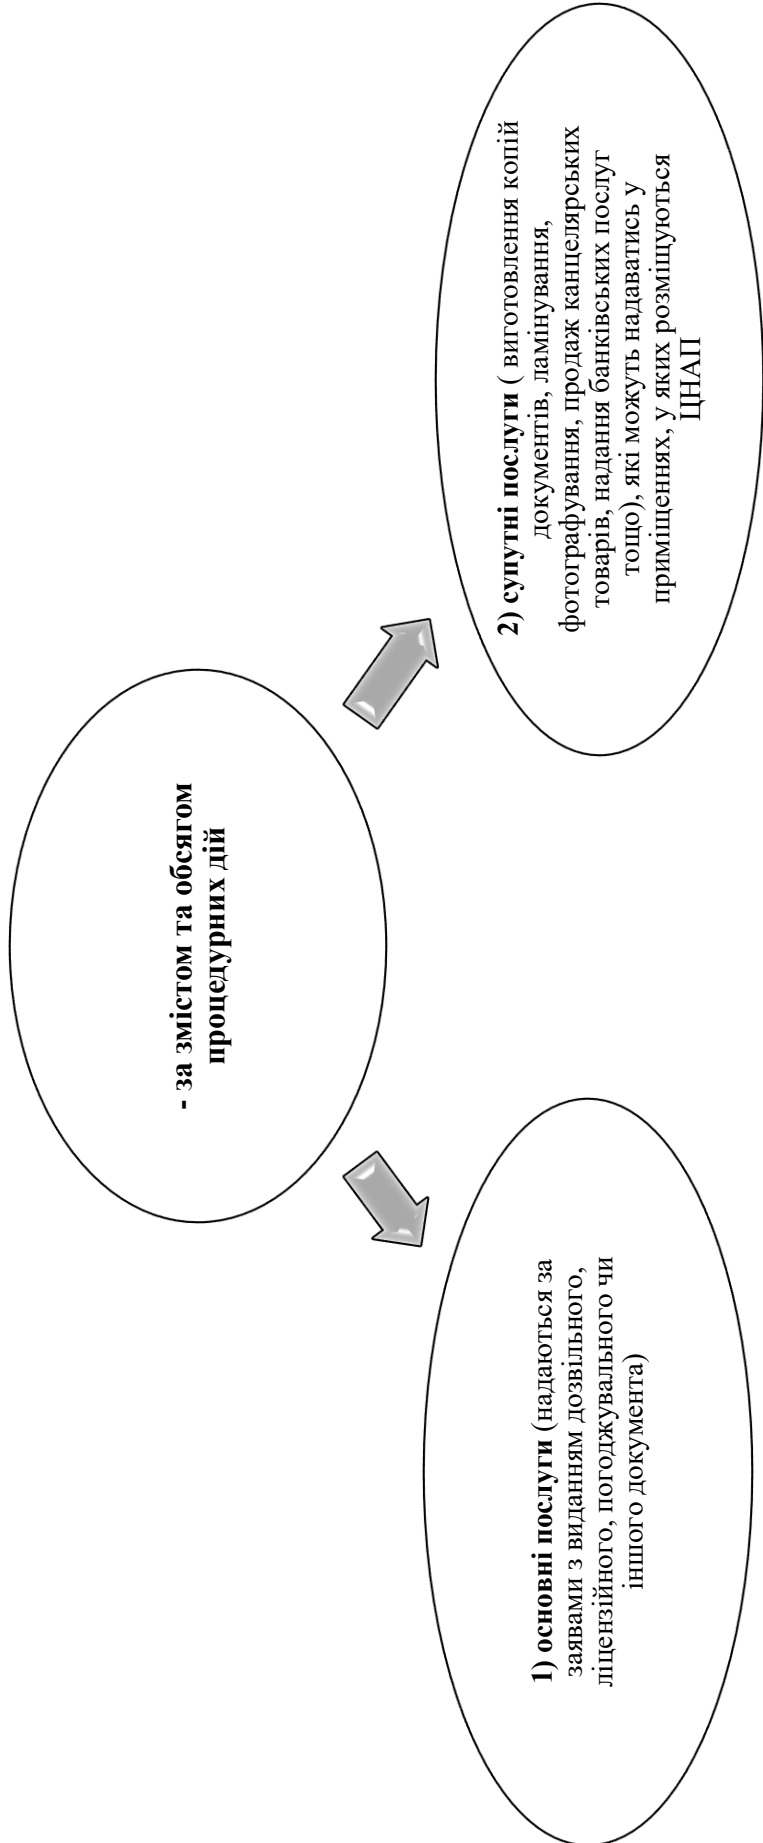 - за змістом та обсягом
процедурних дій
1) основні послуги (надаються за
заявами з виданням дозвільного,
ліцензійного, погоджувального чи
іншого документа)
2) супутні послуги ( виготовлення копій
документів, ламінування,
фотографування, продаж канцелярських
товарів, надання банківських послуг
тощо), які можуть надаватись у
приміщеннях, у яких розміщуються
ЦНАП